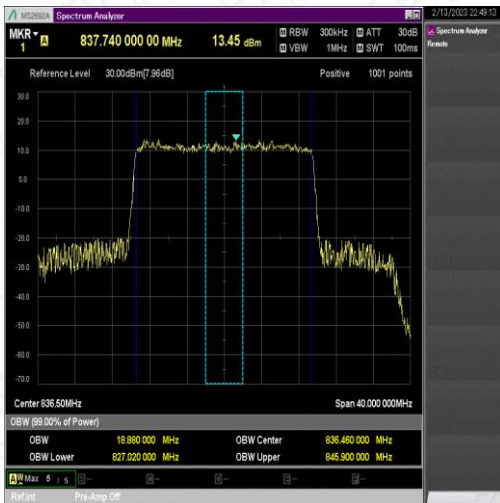 MS2692A Spectrum Analyzer
2/13/2023 22:49:13
MKR 1 A 837.740 000 00 MHz 13.45 dBm
M RBW 300kHz M ATT 30dB
M VBW 1MHz M SWT 100ms
Spectrum Analyzer
Remote
Reference Level 30.00dBm[7.96dB] Positive 1001 points
30.0
20.0
10.0
0.0
-10.0
-20.0
-30.0
-40.0
-50.0
-60.0
-70.0
Center 836.50MHz Span 40.000 000MHz
OBW (99.00% of Power)
OBW 18.880 000 MHz OBW Center 836.460 000 MHz
OBW Lower 827.020 000 MHz OBW Upper 845.900 000 MHz
A W Max 5 / 5
Ref.Int Pre-Amp Off